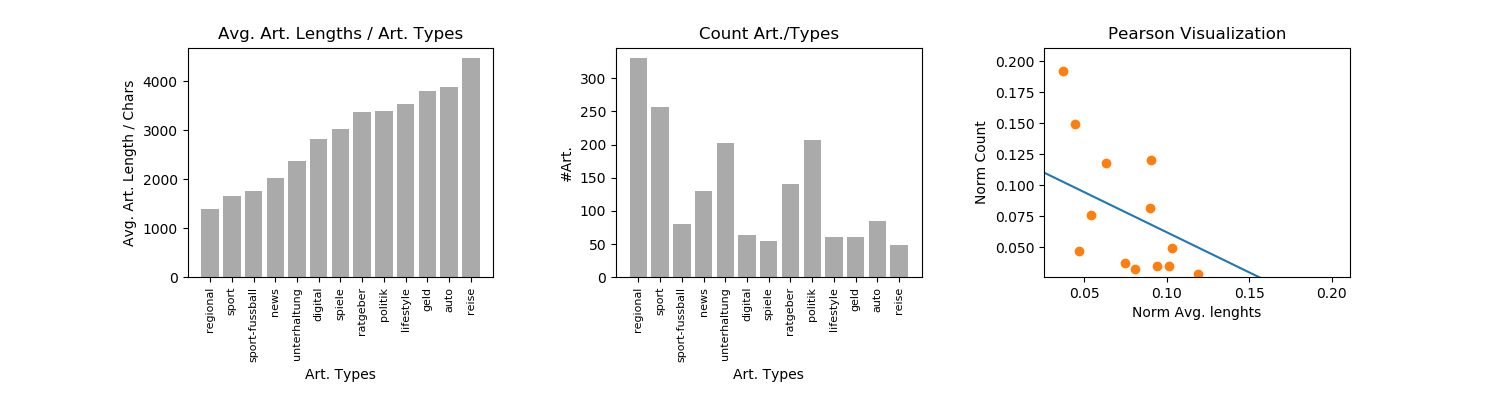 Avg. Art. Lengths / Art. Types
Avg. Art. Length / Chars
4000
3000
2000
1000
0
regional
sport
sport-fussball
news
unterhaltung
digital
spiele
ratgeber
politik
lifestyle
geld
auto
reise
Art. Types
Count Art./Types
#Art.
300
250
200
150
100
50
0
regional
sport
sport-fussball
news
unterhaltung
digital
spiele
ratgeber
politik
lifestyle
geld
auto
reise
Art. Types
Pearson Visualization
Norm Count
0.200
0.175
0.150
0.125
0.100
0.075
0.050
0.05
0.10
0.15
0.20
Norm Avg. lenghts